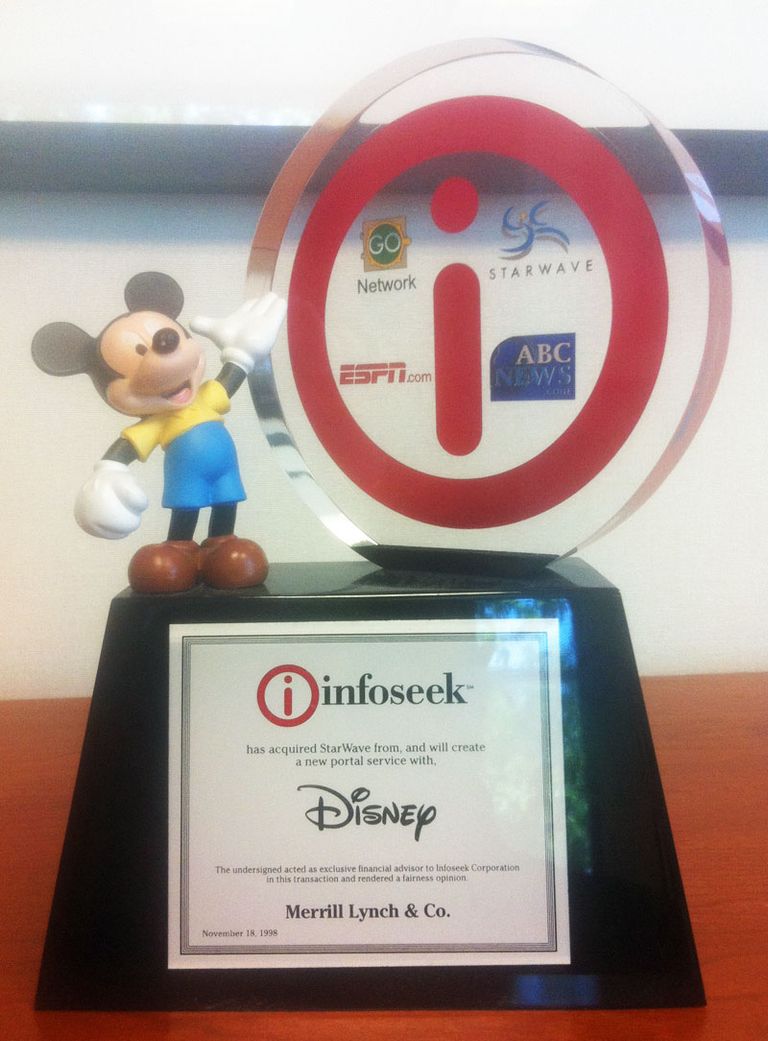 GO
Network
STARWAVE
ESPN.com
ABC
NEWS
i
i infoseek℠
has acquired StarWave from, and will create
a new portal service with,
Disney
The undersigned acted as exclusive financial advisor to Infoseek Corporation
in this transaction and rendered a fairness opinion.
Merrill Lynch & Co.
November 18, 1998